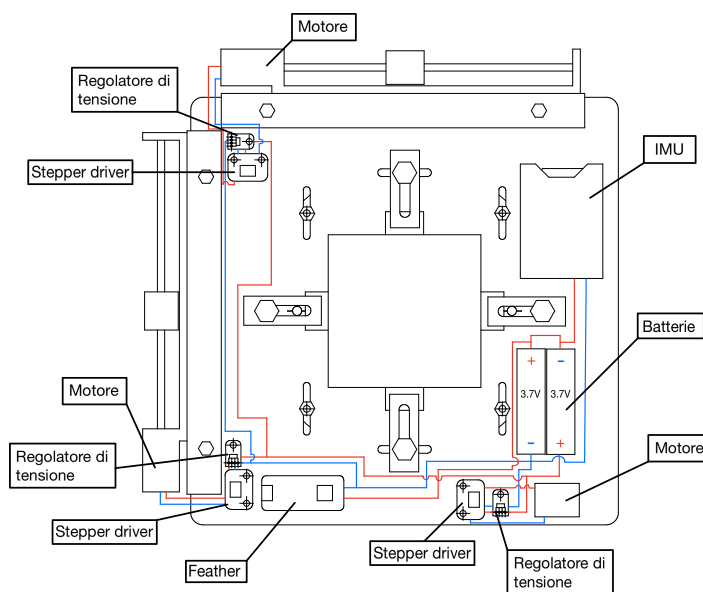 Motore
Regolatore di
tensione
Stepper driver
IMU
Batterie
+
-
3.7V
3.7V
-
+
Motore
Regolatore di
tensione
Motore
Stepper driver
Feather
Stepper driver
Regolatore di
tensione